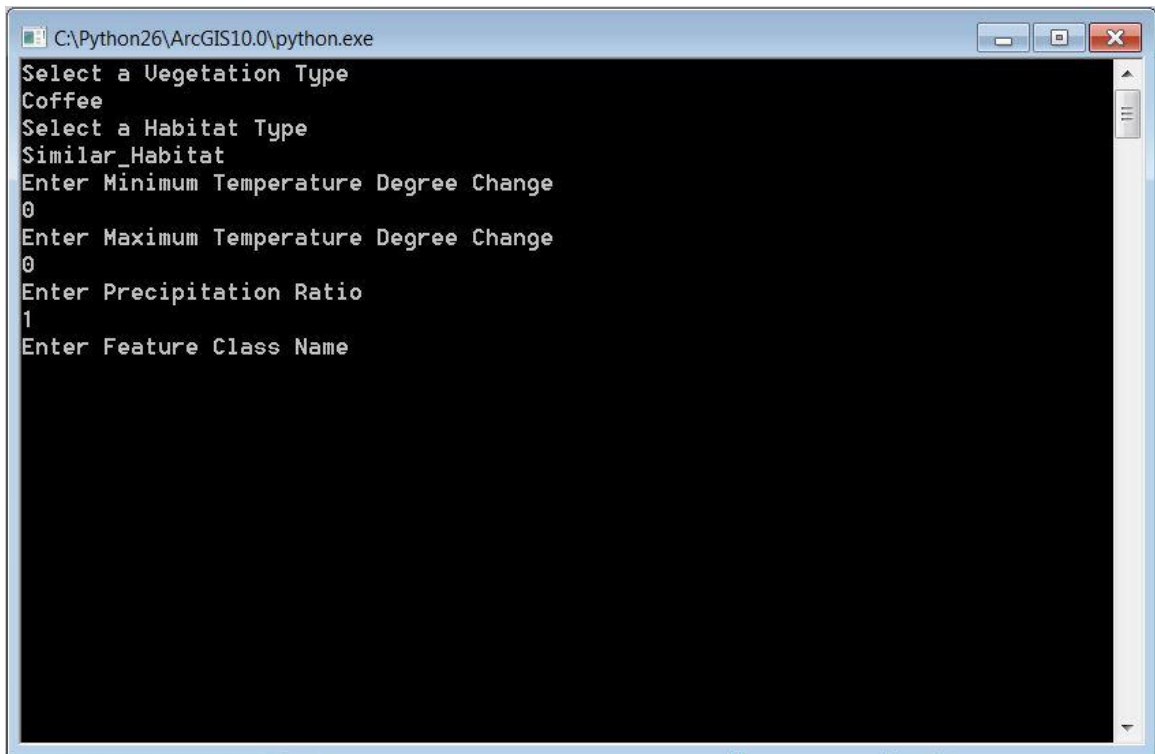 C:\Python26\ArcGIS10.0\python.exe
Select a Vegetation Type
Coffee
Select a Habitat Type
Similar_Habitat
Enter Minimum Temperature Degree Change
0
Enter Maximum Temperature Degree Change
0
Enter Precipitation Ratio
1
Enter Feature Class Name